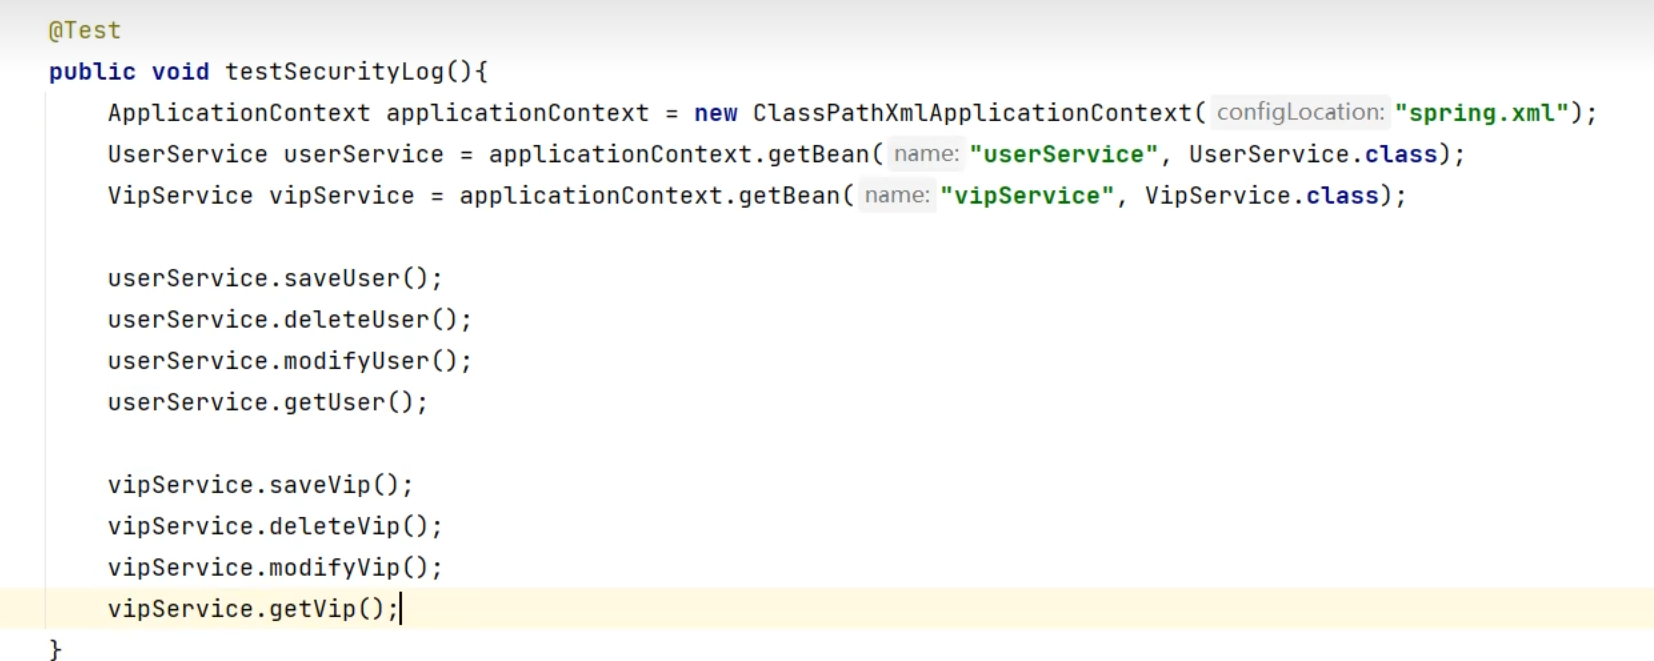 @Test
public void testSecurityLog(){
ApplicationContext applicationContext = new ClassPathXmlApplicationContext( configLocation: "spring.xml");
UserService userService = applicationContext.getBean( name: "userService", UserService.class);
VipService vipService = applicationContext.getBean( name: "vipService", VipService.class);
userService.saveUser();
userService.deleteUser();
userService.modifyUser();
userService.getUser();
vipService.saveVip();
vipService.deleteVip();
vipService.modifyVip();
vipService.getVip();
}